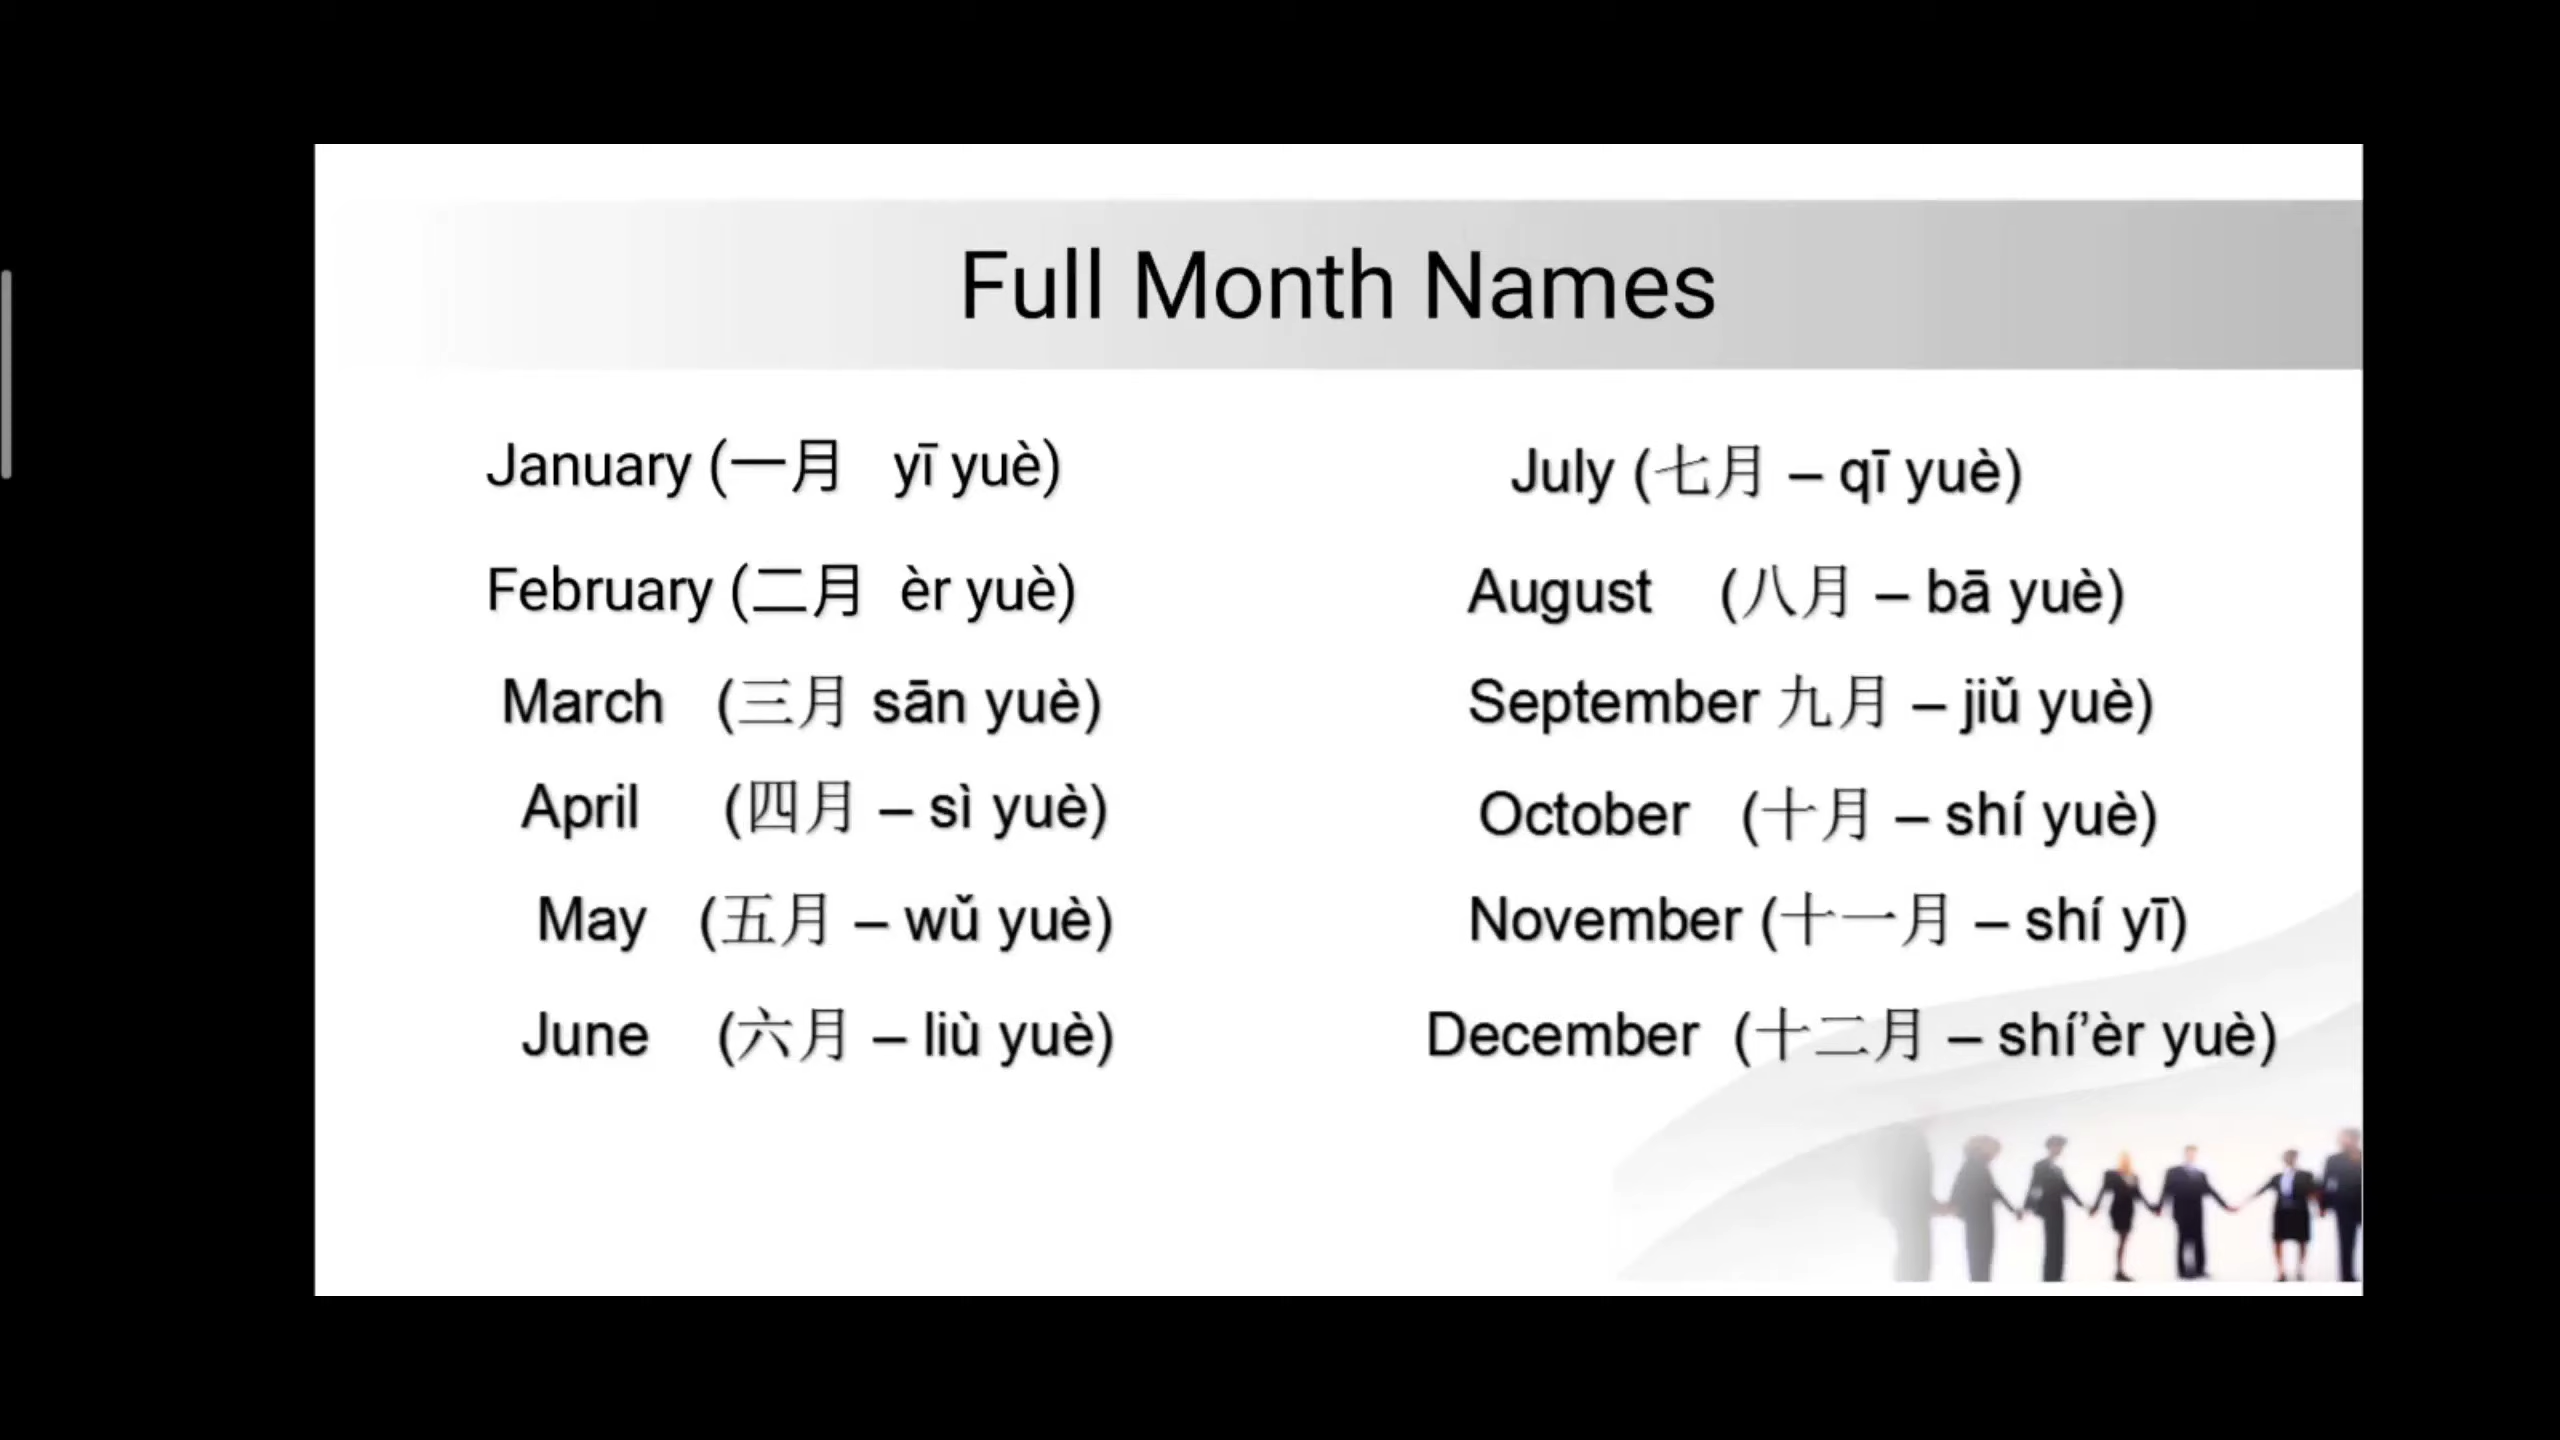 Full Month Names
January (一月 yī yuè)
February (二月 èr yuè)
March (三月 sān yuè)
April (四月 – sì yuè)
May (五月 – wǔ yuè)
June (六月 – liù yuè)
July (七月 – qī yuè)
August (八月 – bā yuè)
September 九月 – jiǔ yuè)
October (十月 – shí yuè)
November (十一月 – shí yī)
December (十二月 – shí’èr yuè)